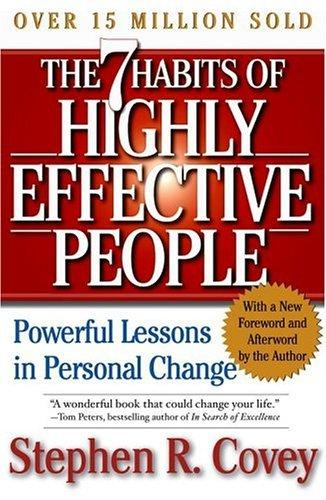 OVER 15 MILLION SOLD
THE 7 HABITS OF
HIGHLY
EFFECTIVE
PEOPLE
With a New
Foreword and
Afterword
by the Author
Powerful Lessons
in Personal Change
"A wonderful book that could change your life."
—Tom Peters, bestselling author of In Search of Excellence
Stephen R. Covey